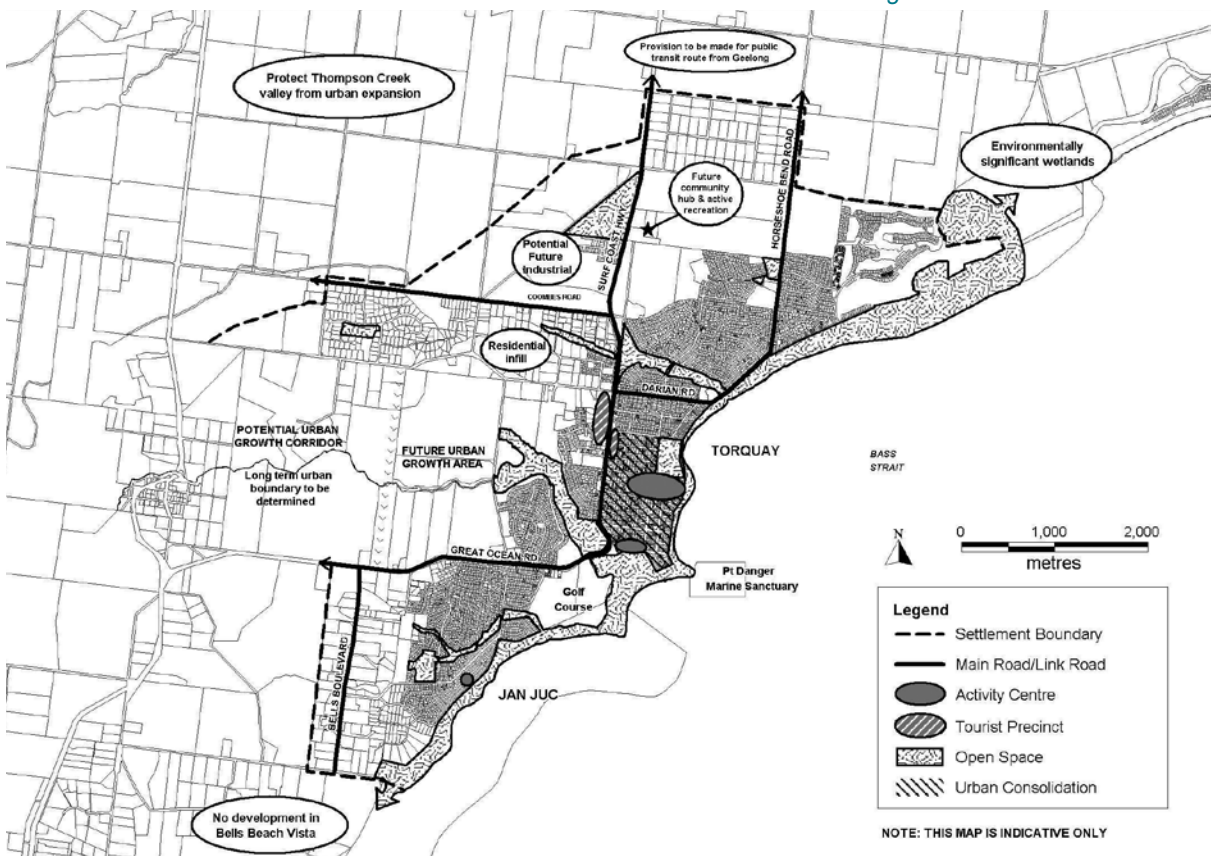 Provision to be made for public
transit route from Geelong
Protect Thompson Creek
valley from urban expansion
Environmentally
significant wetlands
HORSESHOE BEND ROAD
Future
community
hub & active
recreation
SURF COAST HWY
Potential
Future
Industrial
COOMBES ROAD
Residential
infill
DARIAN RD
POTENTIAL URBAN
GROWTH CORRIDOR
FUTURE URBAN
GROWTH AREA
Long term urban
boundary to be
determined
TORQUAY
BASS
STRAIT
GREAT OCEAN RD
Golf
Course
Pt Danger
Marine Sanctuary
BELLS BOULEVARD
JAN JUC
No development in
Bells Beach Vista
N
0 1,000 2,000
metres
Legend
Settlement Boundary
Main Road/Link Road
Activity Centre
Tourist Precinct
Open Space
Urban Consolidation
NOTE: THIS MAP IS INDICATIVE ONLY